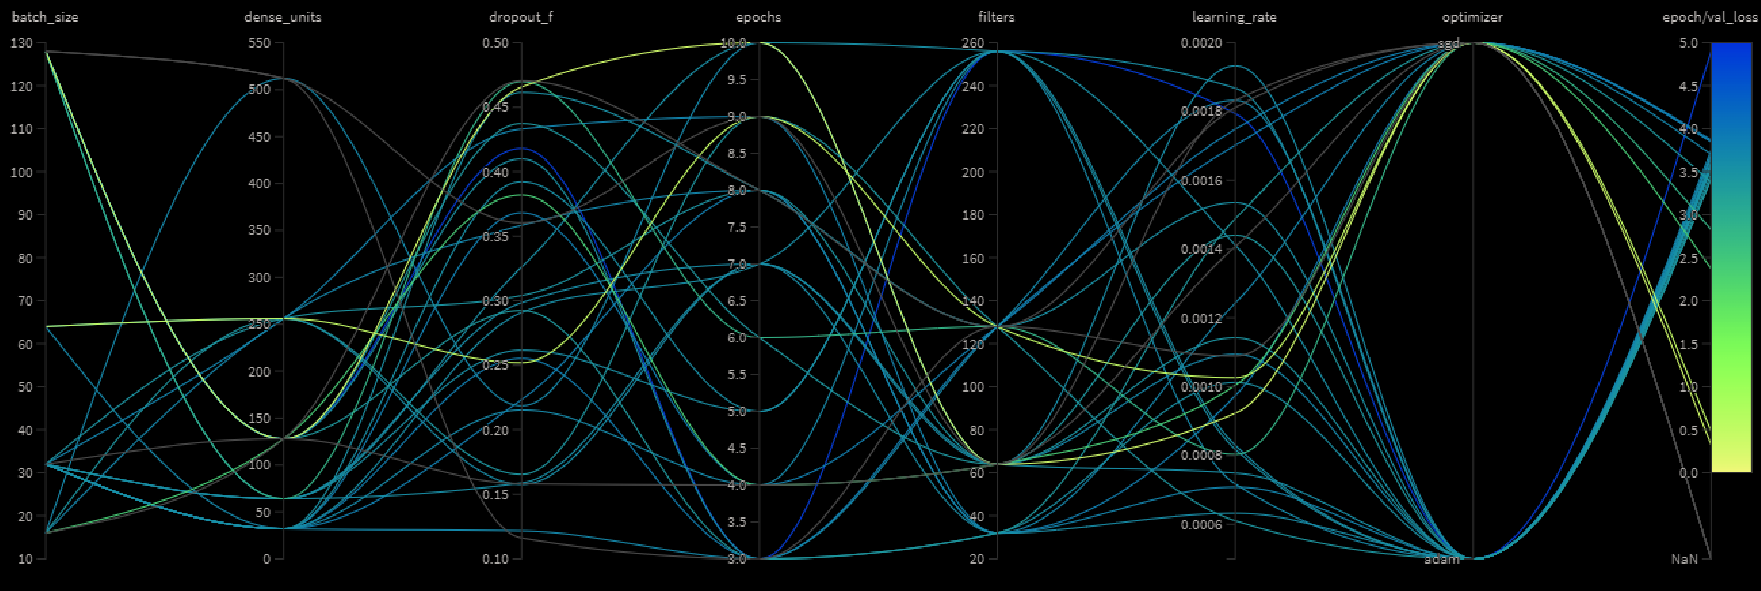 batch_size dense_units dropout_f epochs filters learning_rate optimizer epoch/val_loss
130 120 110 100 90 80 70 60 50 40 30 20 10
550 500 450 400 350 300 250 200 150 100 50 0
0.50 0.45 0.40 0.35 0.30 0.25 0.20 0.15 0.10
10.0 9.5 9.0 8.5 8.0 7.5 7.0 6.5 6.0 5.5 5.0 4.5 4.0 3.5 3.0
260 240 220 200 180 160 140 120 100 80 60 40 20
0.0020 0.0018 0.0016 0.0014 0.0012 0.0010 0.0008 0.0006
sgd adam
5.0 4.5 4.0 3.5 3.0 2.5 2.0 1.5 1.0 0.5 0.0 NaN